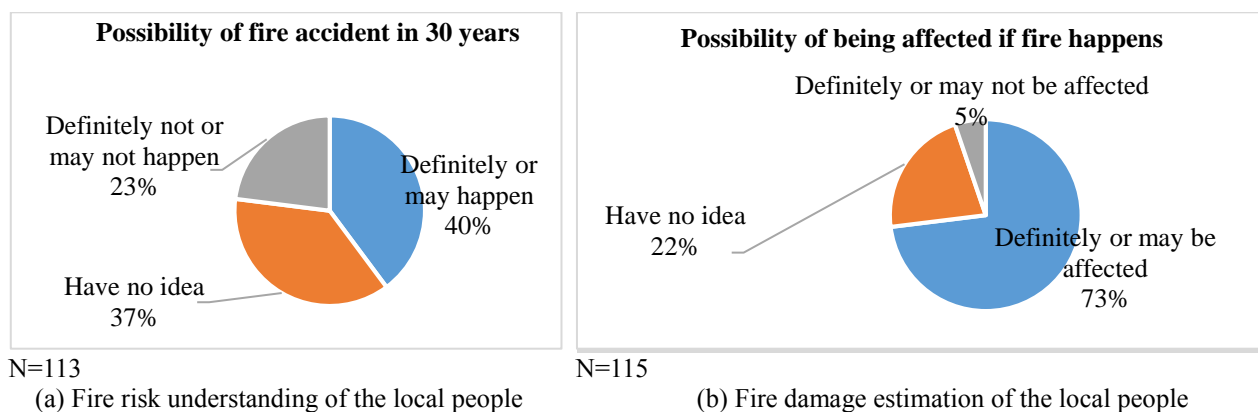 Possibility of fire accident in 30 years
Definitely not or
may not happen
23%
Definitely or
may happen
40%
Have no idea
37%
N=113
(a) Fire risk understanding of the local people
Possibility of being affected if fire happens
Definitely or may not be affected
5%
Have no idea
22%
Definitely or may be
affected
73%
N=115
(b) Fire damage estimation of the local people